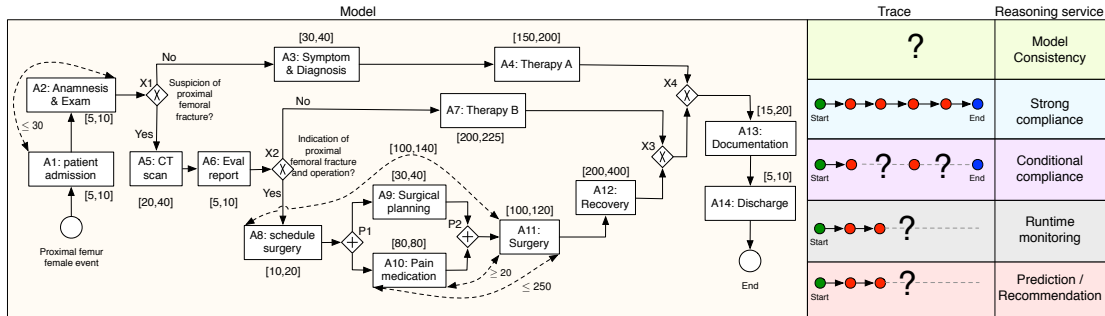 Model
Trace
Reasoning service
[30,40]
[150,200]
No
A3: Symptom
& Diagnosis
A4: Therapy A
A2: Anamnesis
& Exam
X1
Suspicion of
proximal
femoral
fracture?
X4
[5,10]
≤ 30
Yes
No
A7: Therapy B
[200,225]
[15,20]
A13:
Documentation
A1: patient
admission
[5,10]
A5: CT
scan
[20,40]
A6: Eval
report
[5,10]
X2
Indication of
proximal
femoral fracture
and operation?
Yes
[100,140]
X3
[200,400]
A12:
Recovery
[5,10]
A14: Discharge
Proximal femur
female event
A8: schedule
surgery
[10,20]
P1
[30,40]
A9: Surgical
planning
P2
[80,80]
A10: Pain
medication
[100,120]
A11:
Surgery
≥ 20
≤ 250
End
?
Model
Consistency
Start
End
Strong
compliance
? ?
Start
End
Conditional
compliance
?
Start
Runtime
monitoring
?
Start
Prediction /
Recommendation